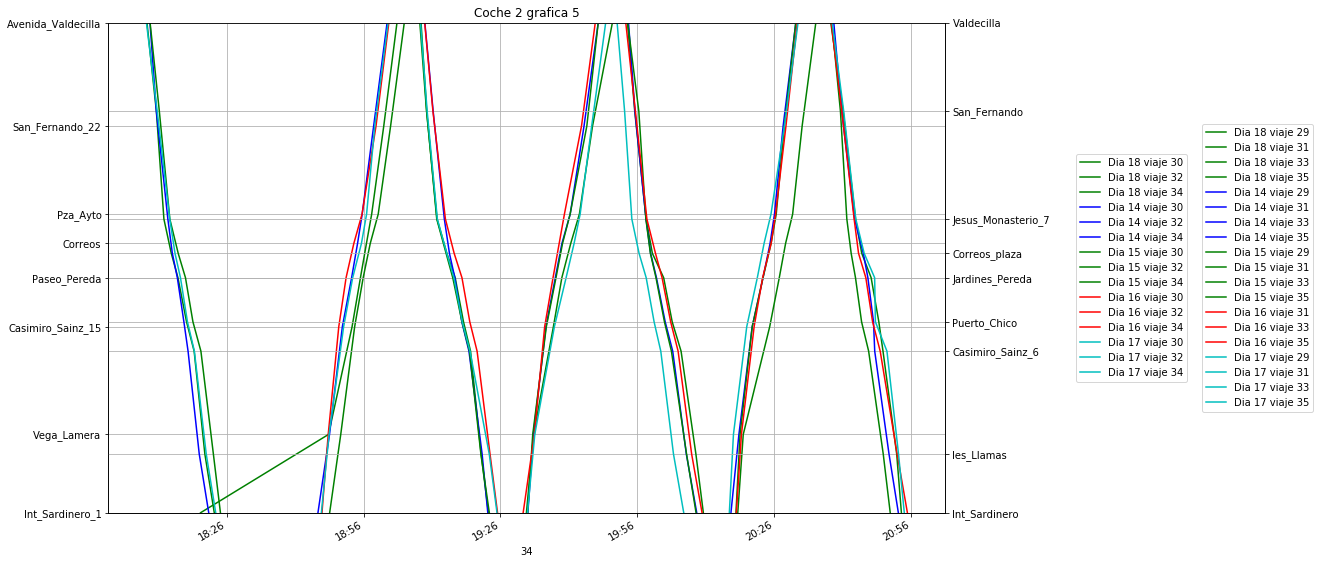 Coche 2 grafica 5
Avenida_Valdecilla
San_Fernando_22
Pza_Ayto
Correos
Paseo_Pereda
Casimiro_Sainz_15
Vega_Lamera
Int_Sardinero_1
Valdecilla
San_Fernando
Jesus_Monasterio_7
Correos_plaza
Jardines_Pereda
Puerto_Chico
Casimiro_Sainz_6
Ies_Llamas
Int_Sardinero
18:26
18:56
19:26
19:56
20:26
20:56
34
Dia 18 viaje 30
Dia 18 viaje 32
Dia 18 viaje 34
Dia 14 viaje 30
Dia 14 viaje 32
Dia 14 viaje 34
Dia 15 viaje 30
Dia 15 viaje 32
Dia 15 viaje 34
Dia 16 viaje 30
Dia 16 viaje 32
Dia 16 viaje 34
Dia 17 viaje 30
Dia 17 viaje 32
Dia 17 viaje 34
Dia 18 viaje 29
Dia 18 viaje 31
Dia 18 viaje 33
Dia 18 viaje 35
Dia 14 viaje 29
Dia 14 viaje 31
Dia 14 viaje 33
Dia 14 viaje 35
Dia 15 viaje 29
Dia 15 viaje 31
Dia 15 viaje 33
Dia 15 viaje 35
Dia 16 viaje 29
Dia 16 viaje 31
Dia 16 viaje 33
Dia 16 viaje 35
Dia 17 viaje 29
Dia 17 viaje 31
Dia 17 viaje 33
Dia 17 viaje 35